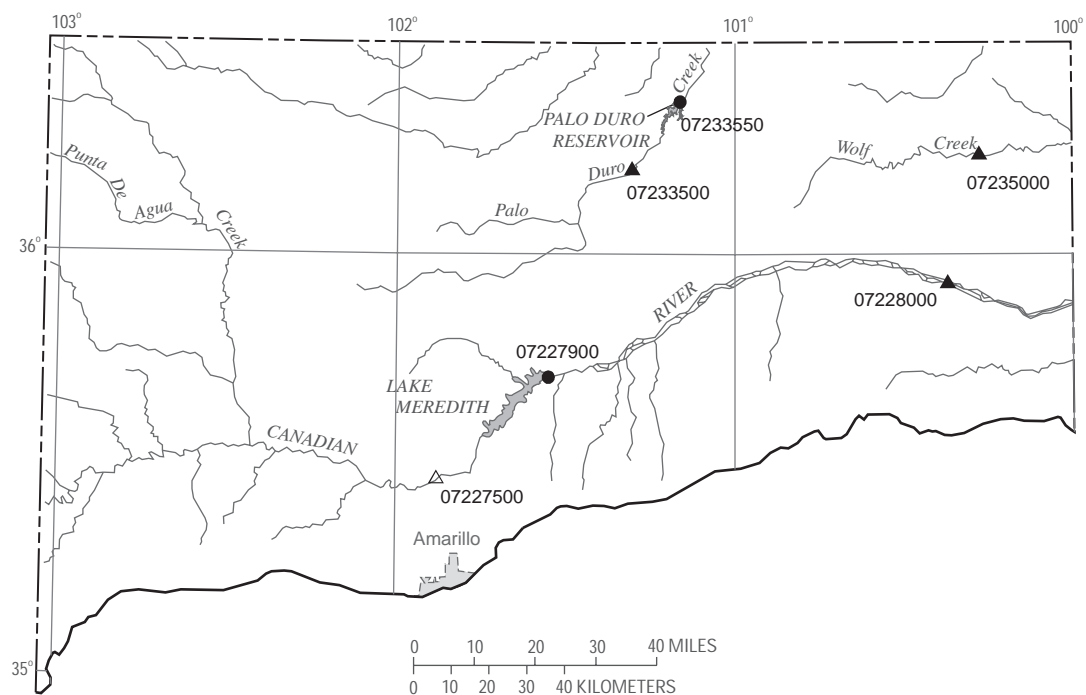 103°
102°
101°
100°
Creek
PALO DURO
RESERVOIR
07233550
Wolf
Creek
Punta
De
Agua
Creek
Duro
07233500
07235000
Palo
36°
RIVER
07228000
07227900
LAKE
MEREDITH
CANADIAN
07227500
Amarillo
0 10 20 30 40 MILES
0 10 20 30 40 KILOMETERS
35°